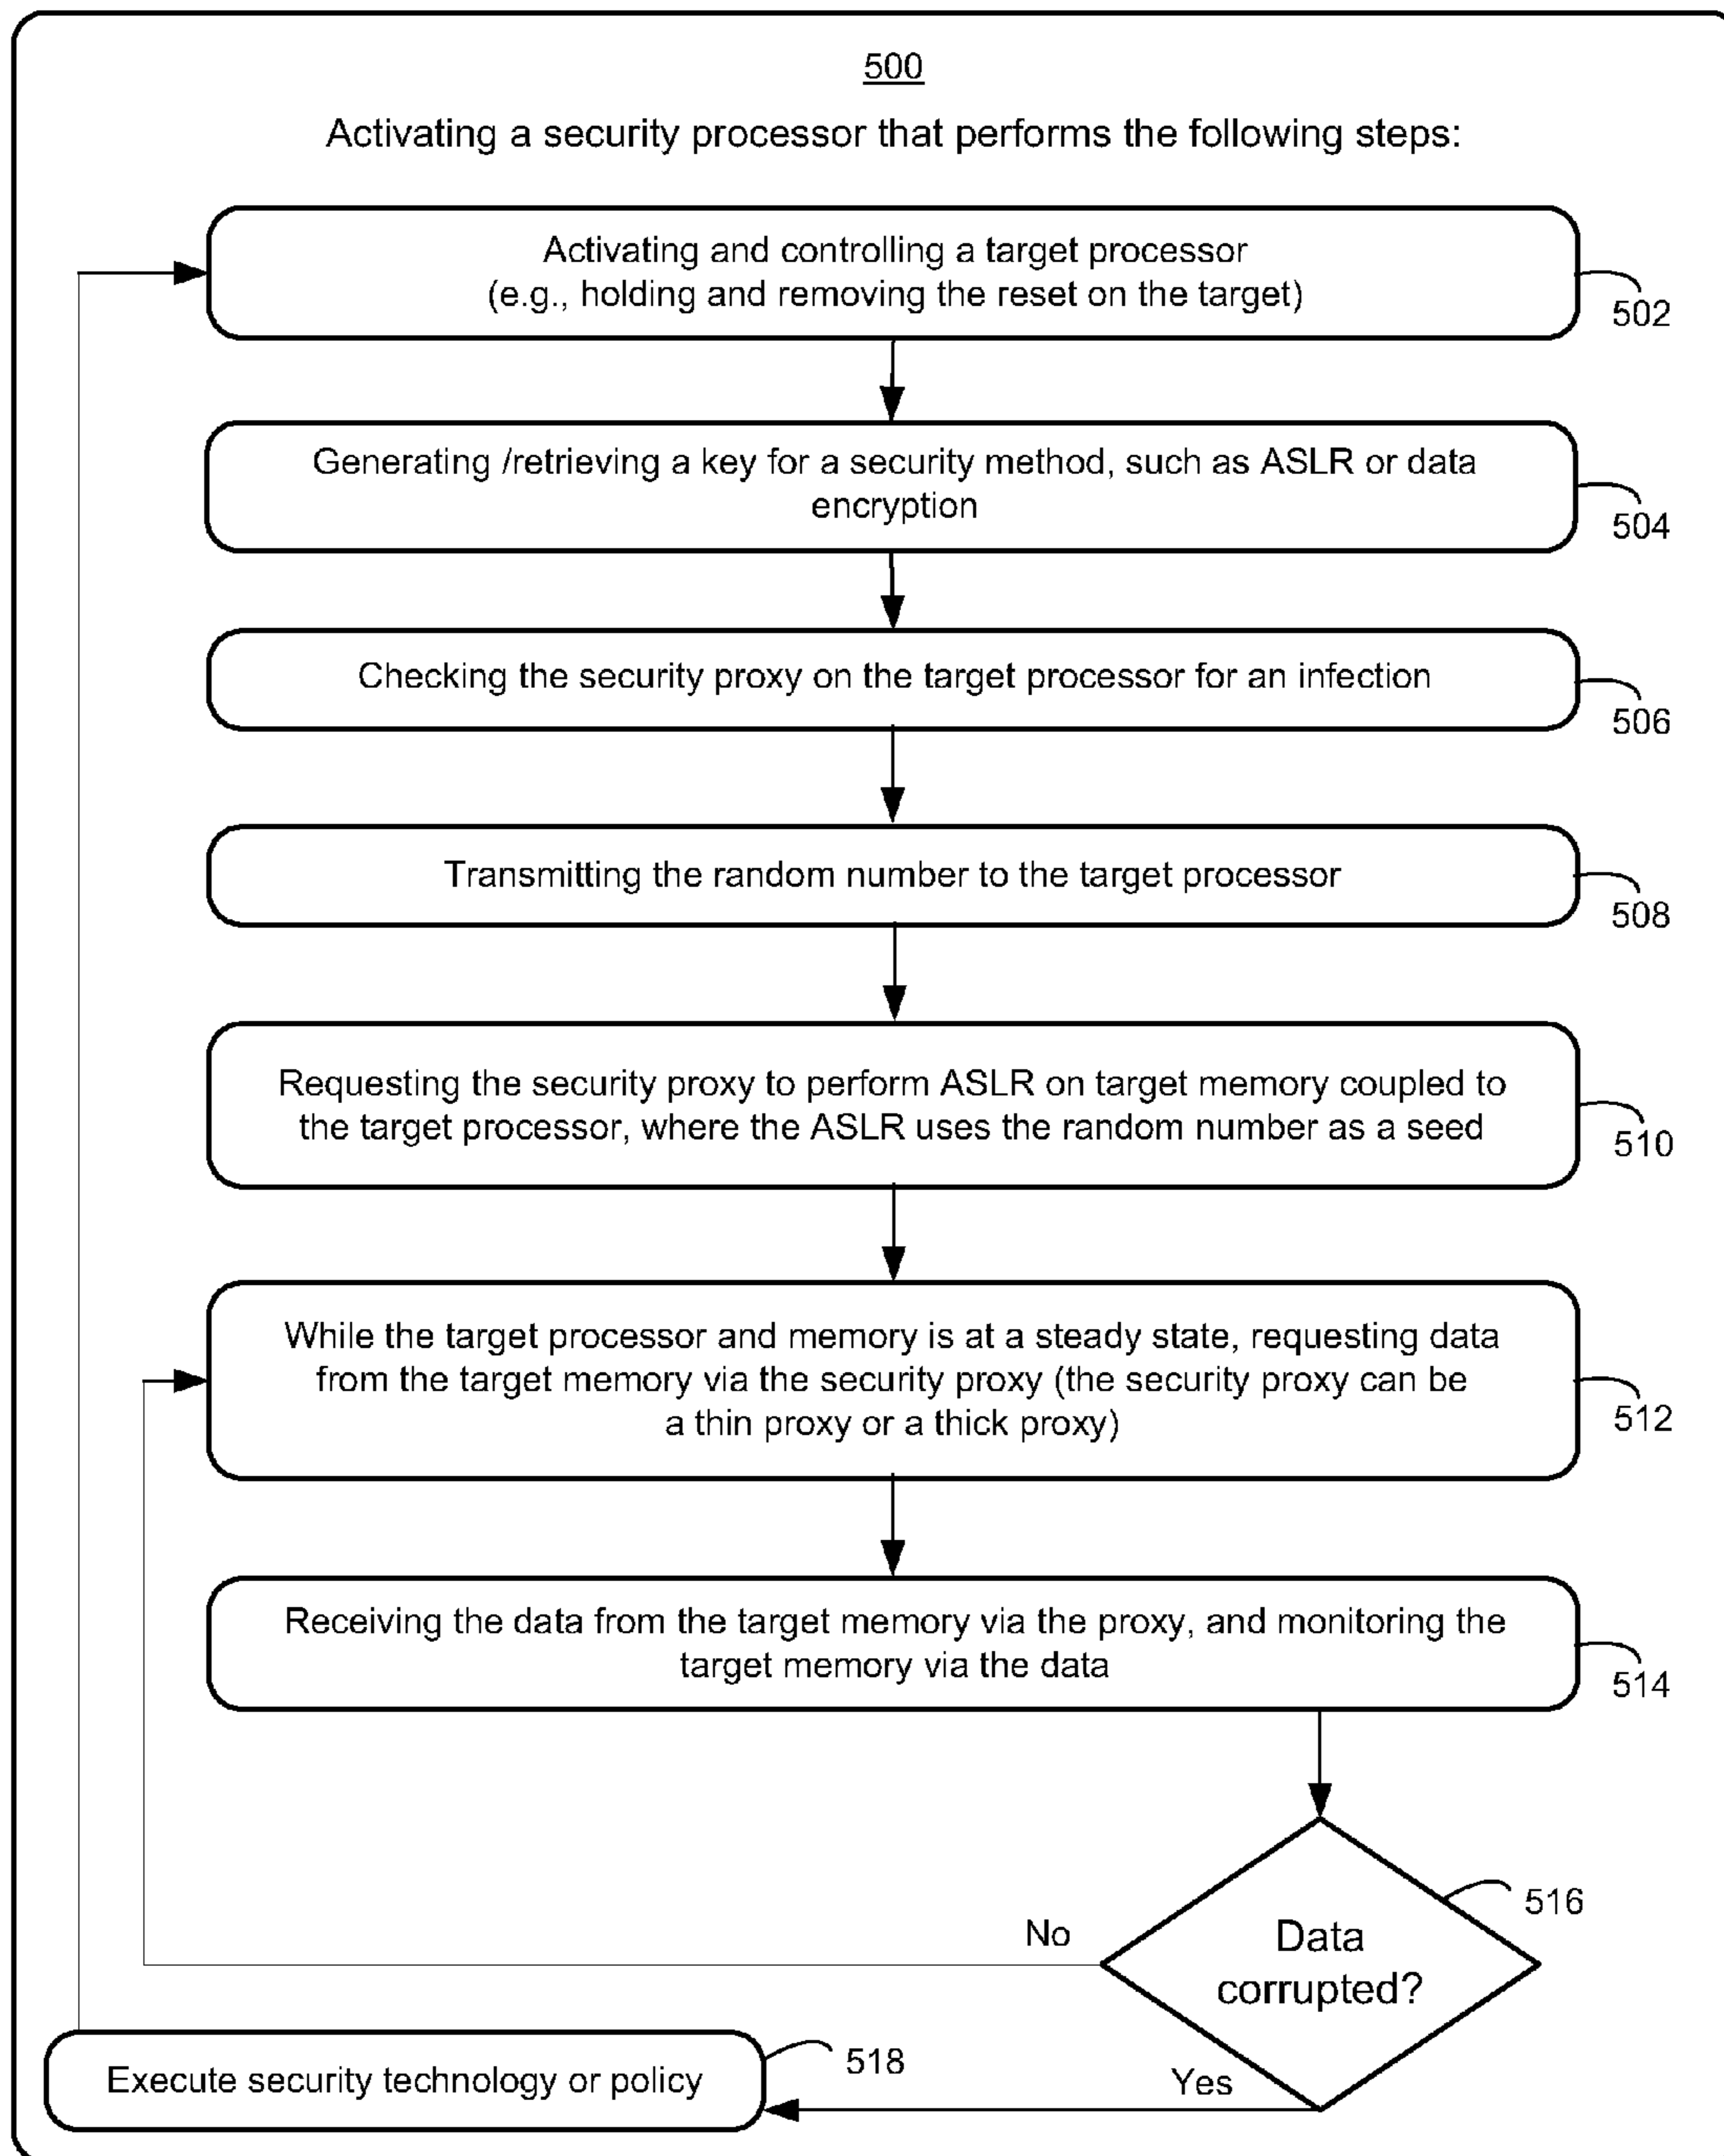 500
Activating a security processor that performs the following steps:
Activating and controlling a target processor
(e.g., holding and removing the reset on the target)
502
Generating /retrieving a key for a security method, such as ASLR or data
encryption
504
Checking the security proxy on the target processor for an infection
506
Transmitting the random number to the target processor
508
Requesting the security proxy to perform ASLR on target memory coupled to
the target processor, where the ASLR uses the random number as a seed
510
While the target processor and memory is at a steady state, requesting data
from the target memory via the security proxy (the security proxy can be
a thin proxy or a thick proxy)
512
Receiving the data from the target memory via the proxy, and monitoring the
target memory via the data
514
516
No
Data
corrupted?
518
Execute security technology or policy
Yes